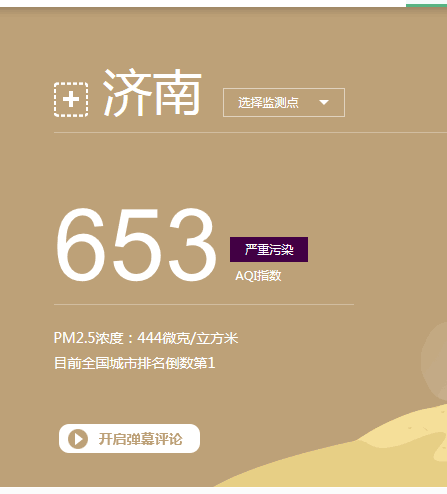 济南
选择监测点
653
严重污染
AQI指数
PM2.5浓度：444微克/立方米
目前全国城市排名倒数第1
开启弹幕评论